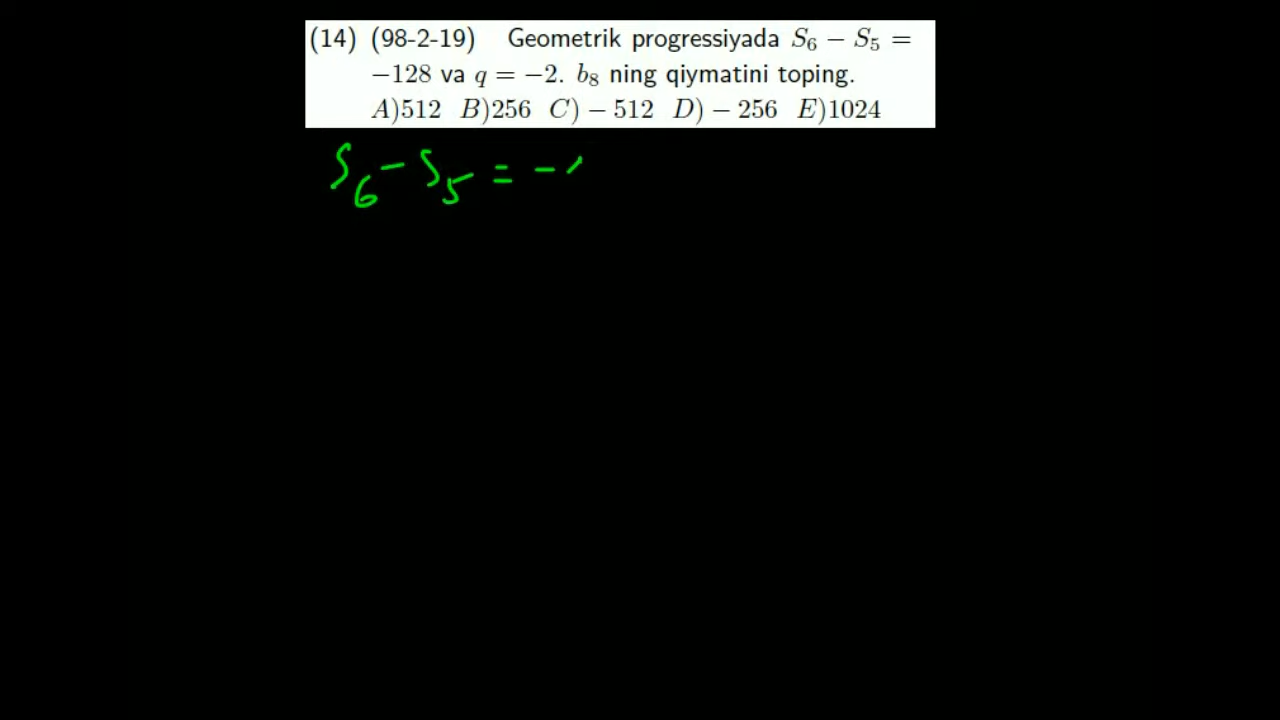 (14) (98-2-19) Geometrik progressiyada S₆ − S₅ =
−128 va q = −2. b₈ ning qiymatini toping.
A)512 B)256 C) − 512 D) − 256 E)1024
S₆ − S₅ = −